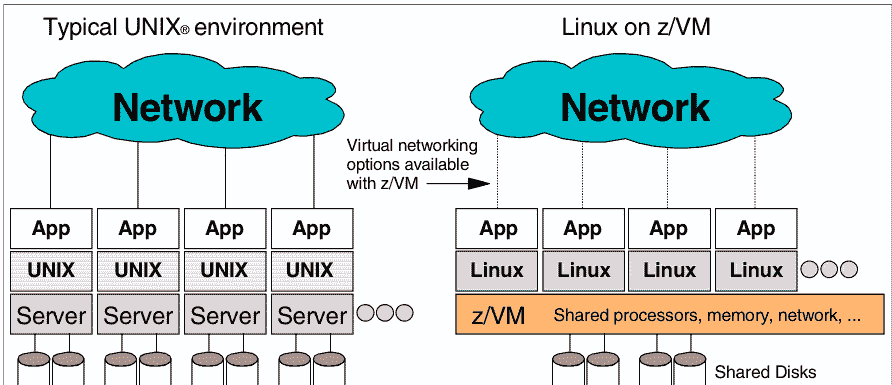 Typical UNIX® environment
Network
App App App App
UNIX UNIX UNIX UNIX
Server Server Server Server
Virtual networking
options available
with z/VM
Linux on z/VM
Network
App App App App
Linux Linux Linux Linux
z/VM Shared processors, memory, network, ...
Shared Disks